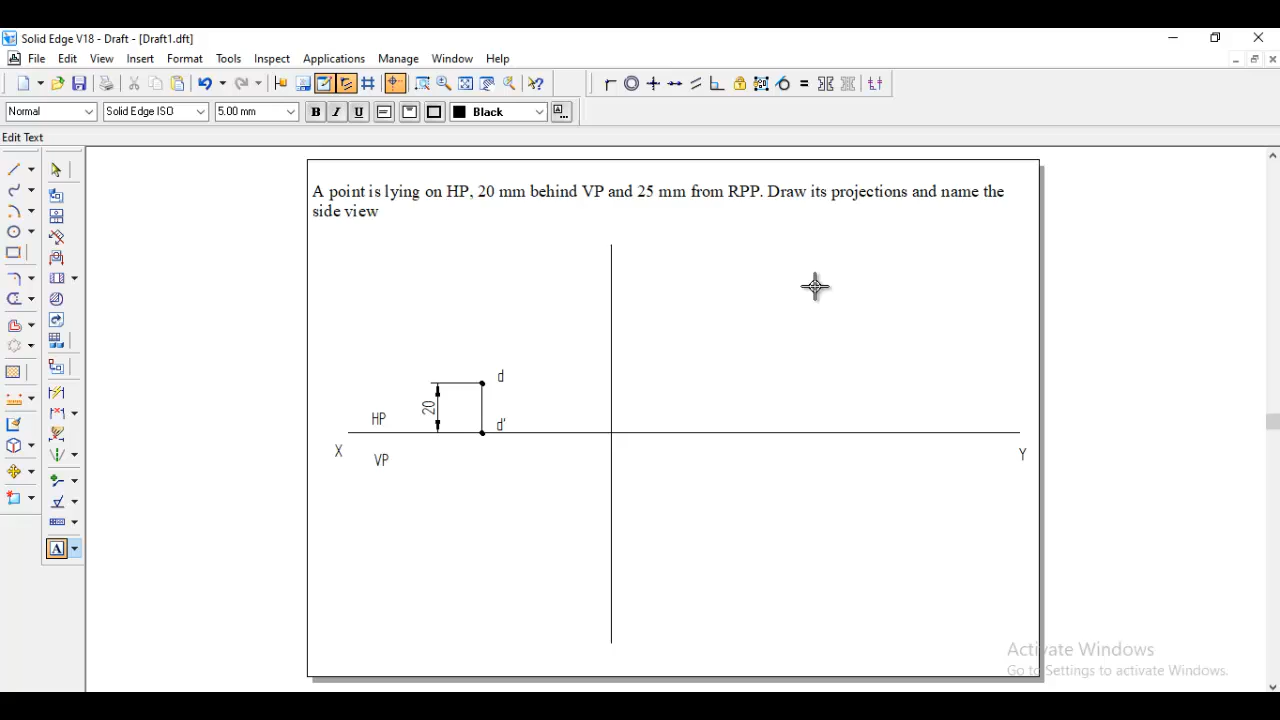 Solid Edge V18 - Draft - [Draft1.dft]
File Edit View Insert Format Tools Inspect Applications Manage Window Help
Normal Solid Edge ISO 5.00 mm B I U Black A...
Edit Text
A point is lying on HP, 20 mm behind VP and 25 mm from RPP. Draw its projections and name the
side view
d
20
HP
d'
X
VP
Y
A
Activate Windows
Go to Settings to activate Windows.